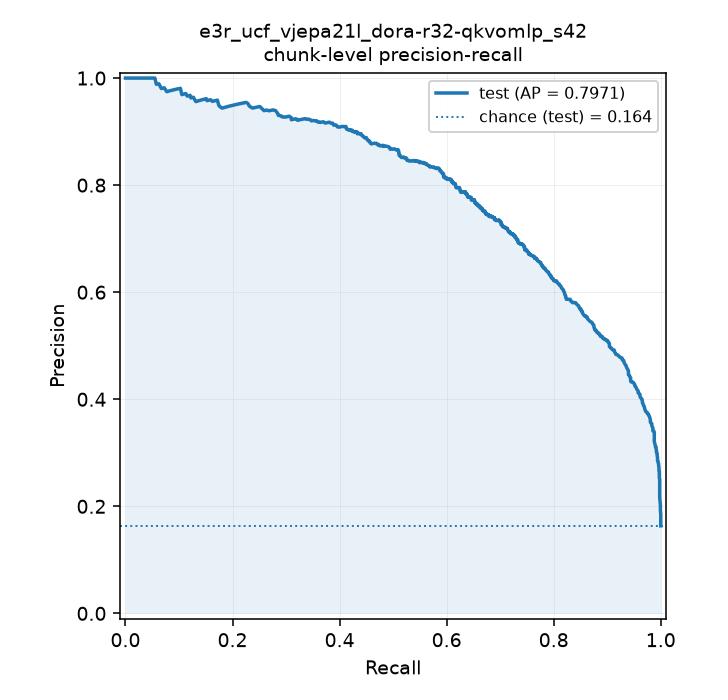 e3r_ucf_vjepa21l_dora-r32-qkvomlp_s42
chunk-level precision-recall
test (AP = 0.7971)
chance (test) = 0.164
Precision
1.0
0.8
0.6
0.4
0.2
0.0
0.0 0.2 0.4 0.6 0.8 1.0
Recall